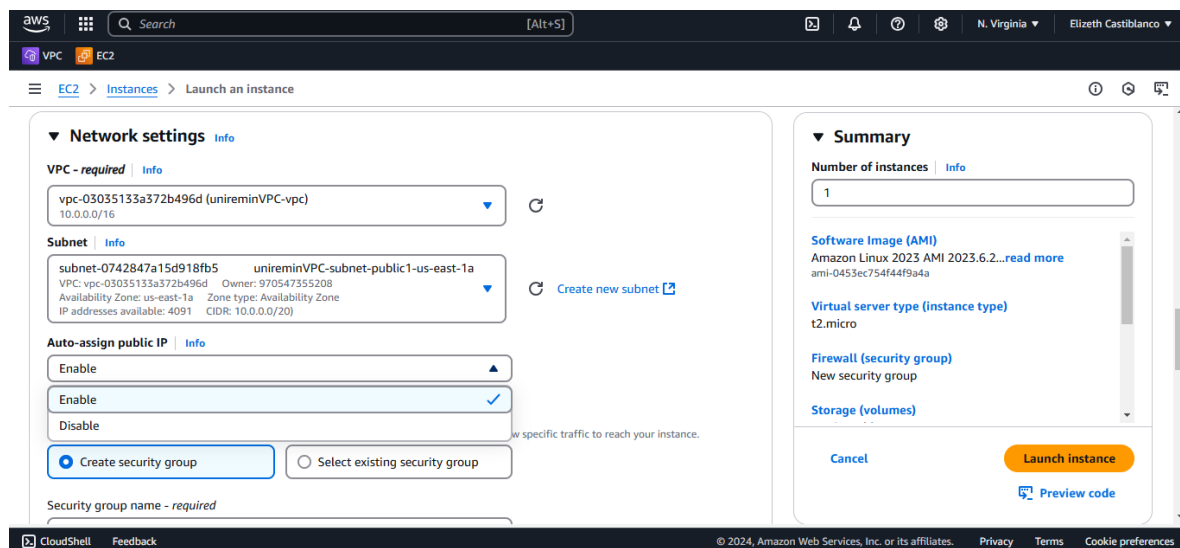 aws
Search [Alt+S]
N. Virginia ▼
Elizeth Castiblanco ▼
VPC
EC2
EC2 > Instances > Launch an instance
▼ Network settings Info
VPC - required | Info
vpc-03035133a372b496d (unireminVPC-vpc)
10.0.0.0/16
Subnet | Info
subnet-0742847a15d918fb5 unireminVPC-subnet-public1-us-east-1a
VPC: vpc-03035133a372b496d Owner: 970547355208
Availability Zone: us-east-1a Zone type: Availability Zone
IP addresses available: 4091 CIDR: 10.0.0.0/20)
Create new subnet
Auto-assign public IP | Info
Enable
Enable
Disable
specific traffic to reach your instance.
Create security group
Select existing security group
Security group name - required
▼ Summary
Number of instances | Info
1
Software Image (AMI)
Amazon Linux 2023 AMI 2023.6.2...read more
ami-0453ec754f44f9a4a
Virtual server type (instance type)
t2.micro
Firewall (security group)
New security group
Storage (volumes)
Cancel
Launch instance
Preview code
CloudShell
Feedback
© 2024, Amazon Web Services, Inc. or its affiliates.
Privacy
Terms
Cookie preferences